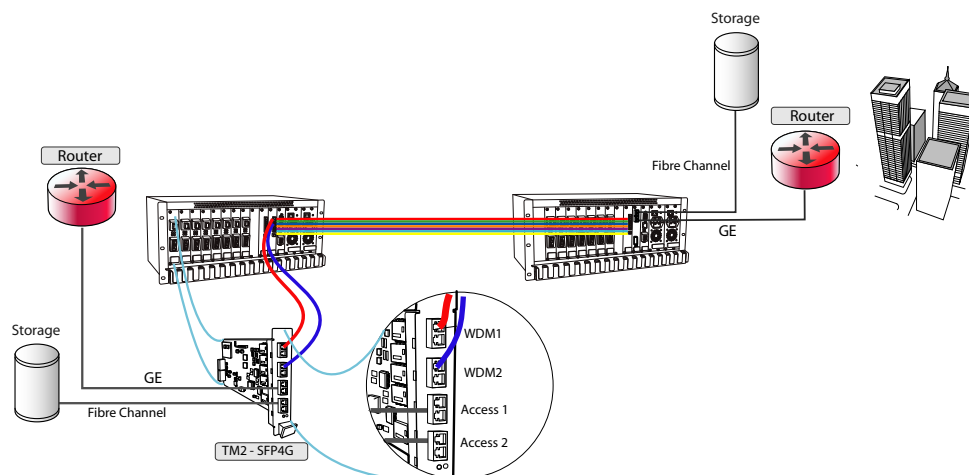 Storage
Router
Fibre Channel
GE
Router
Storage
GE
Fibre Channel
TM2 - SFP4G
WDM1
WDM2
Access 1
Access 2